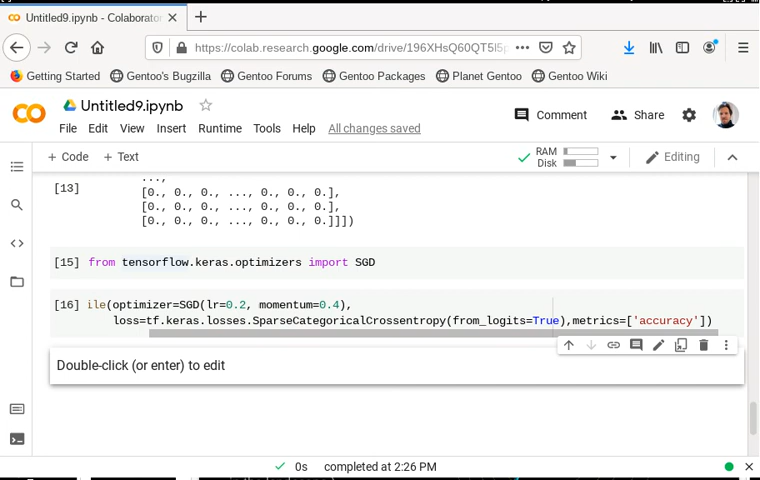 Untitled9.ipynb - Colaborator
https://colab.research.google.com/drive/196XHsQ60QT5l5p
Getting Started Gentoo's Bugzilla Gentoo Forums Gentoo Packages Planet Gentoo Gentoo Wiki
Untitled9.ipynb
Comment Share
File Edit View Insert Runtime Tools Help All changes saved
+ Code + Text RAM Disk Editing
...,
[13] [0., 0., 0., ..., 0., 0., 0.],
[0., 0., 0., ..., 0., 0., 0.],
[0., 0., 0., ..., 0., 0., 0.]]])
[15] from tensorflow.keras.optimizers import SGD
[16] ile(optimizer=SGD(lr=0.2, momentum=0.4),
loss=tf.keras.losses.SparseCategoricalCrossentropy(from_logits=True),metrics=['accuracy'])
Double-click (or enter) to edit
0s completed at 2:26 PM